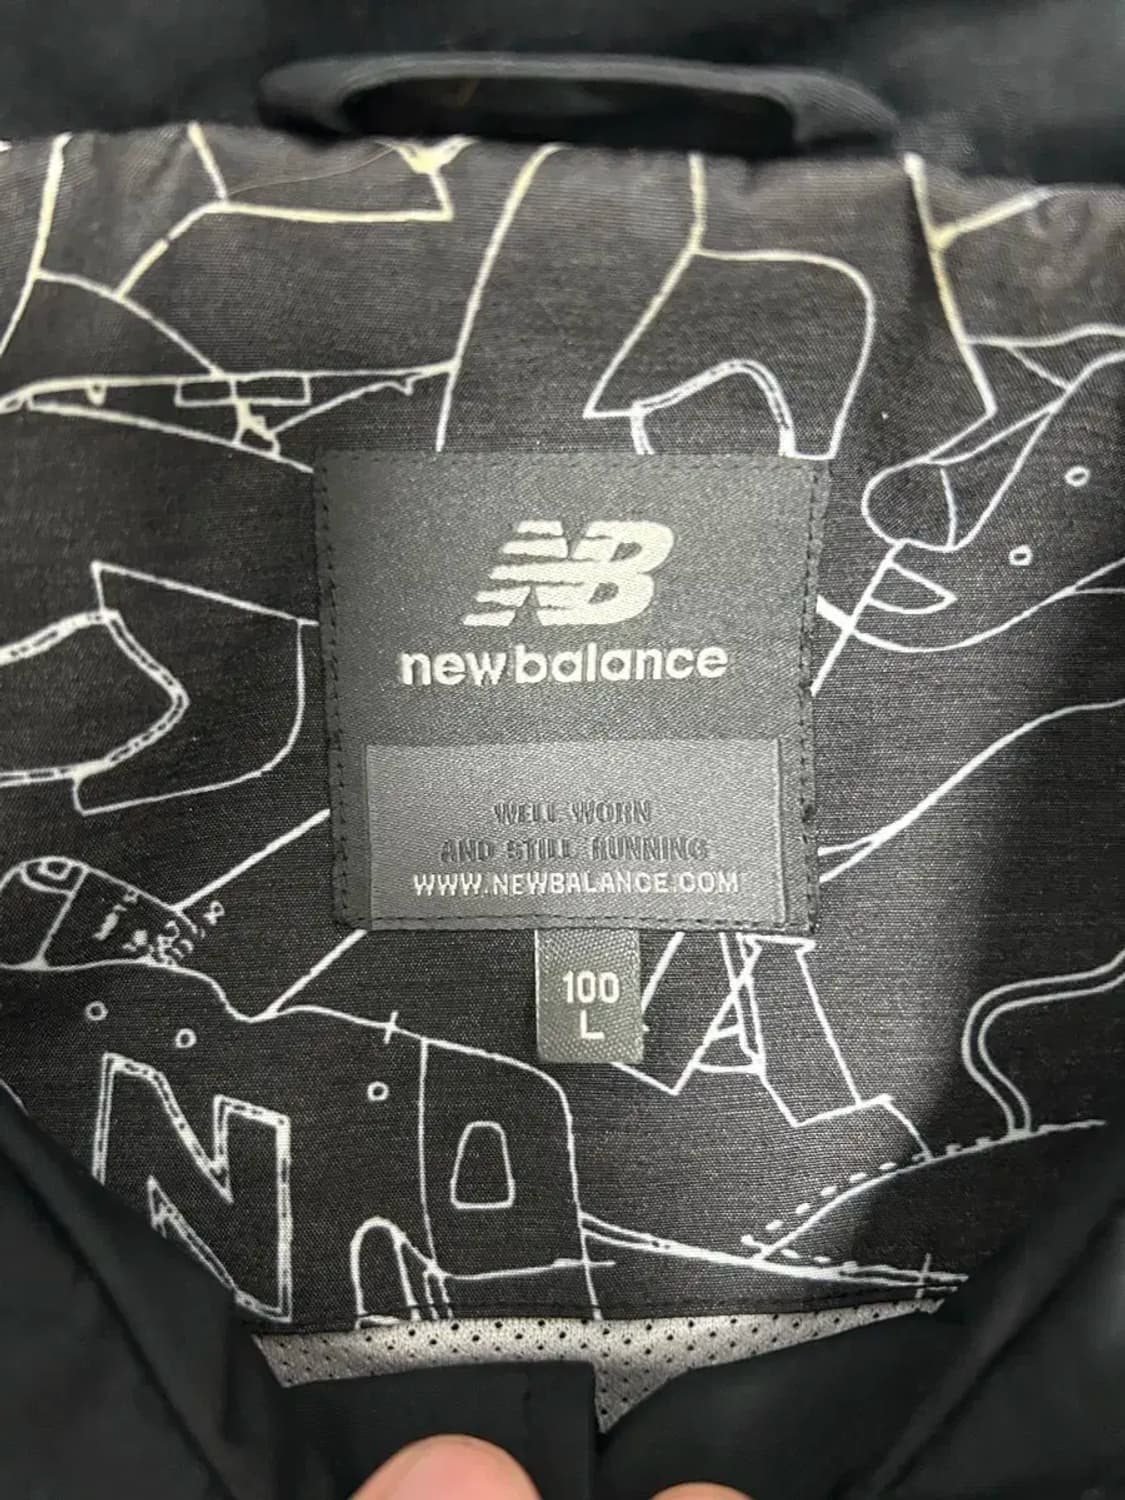 NB
new balance
WELL WORN
AND STILL RUNNING
WWW.NEWBALANCE.COM
100
L
N